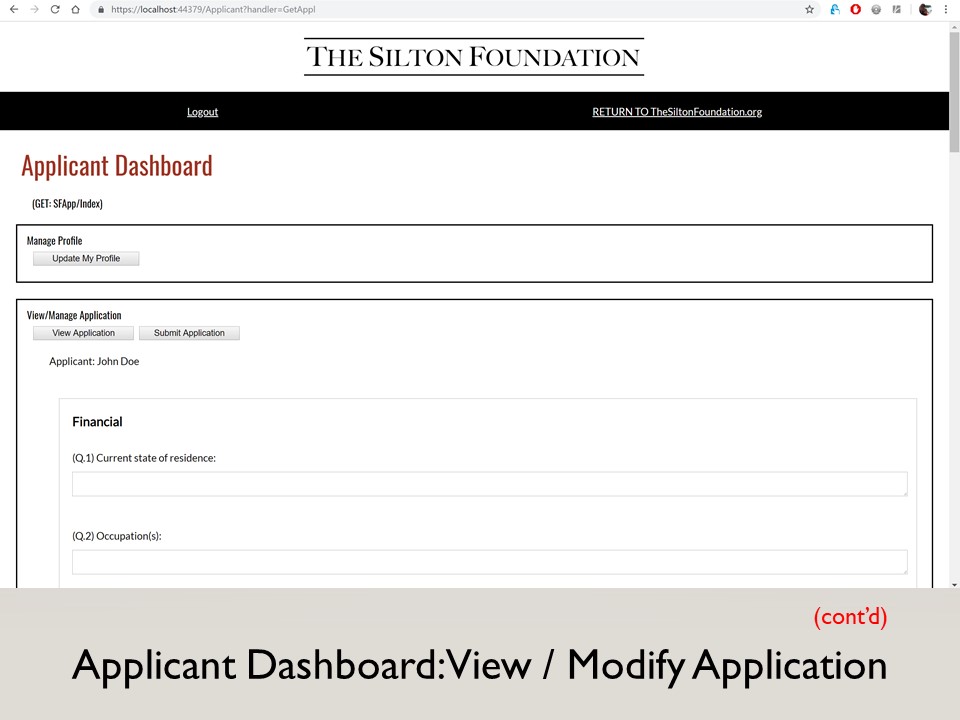 https://localhost:44379/Applicant?handler=GetAppl
THE SILTON FOUNDATION
Logout
RETURN TO TheSiltonFoundation.org
Applicant Dashboard
(GET: SFApp/Index)
Manage Profile
Update My Profile
View/Manage Application
View Application Submit Application
Applicant: John Doe
Financial
(Q.1) Current state of residence:
(Q.2) Occupation(s):
(cont'd)
Applicant Dashboard:View / Modify Application